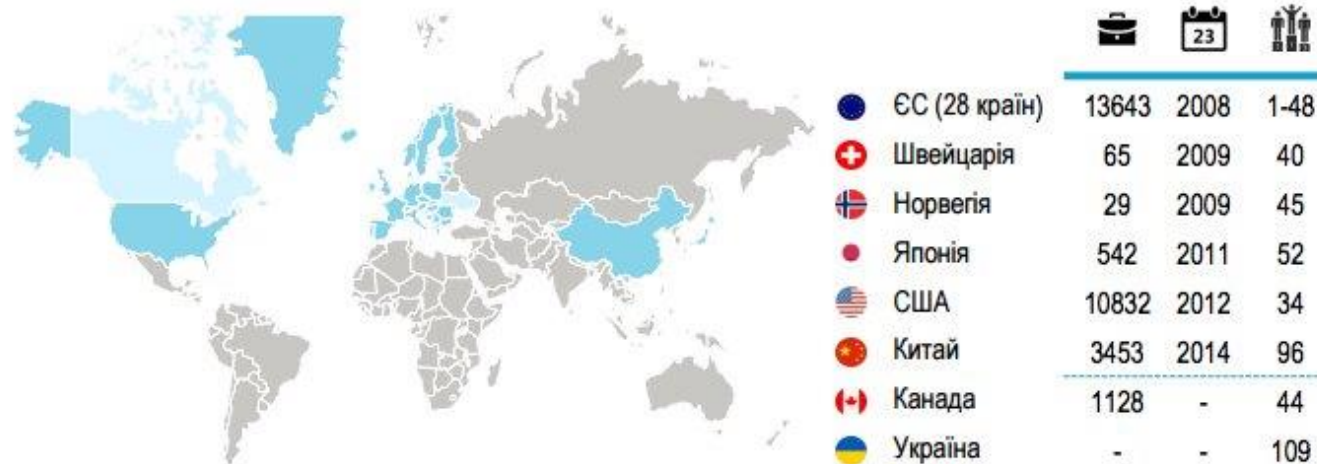 23
ЄС (28 країн) 13643 2008 1-48
Швейцарія 65 2009 40
Норвегія 29 2009 45
Японія 542 2011 52
США 10832 2012 34
Китай 3453 2014 96
Канада 1128 - 44
Україна - - 109